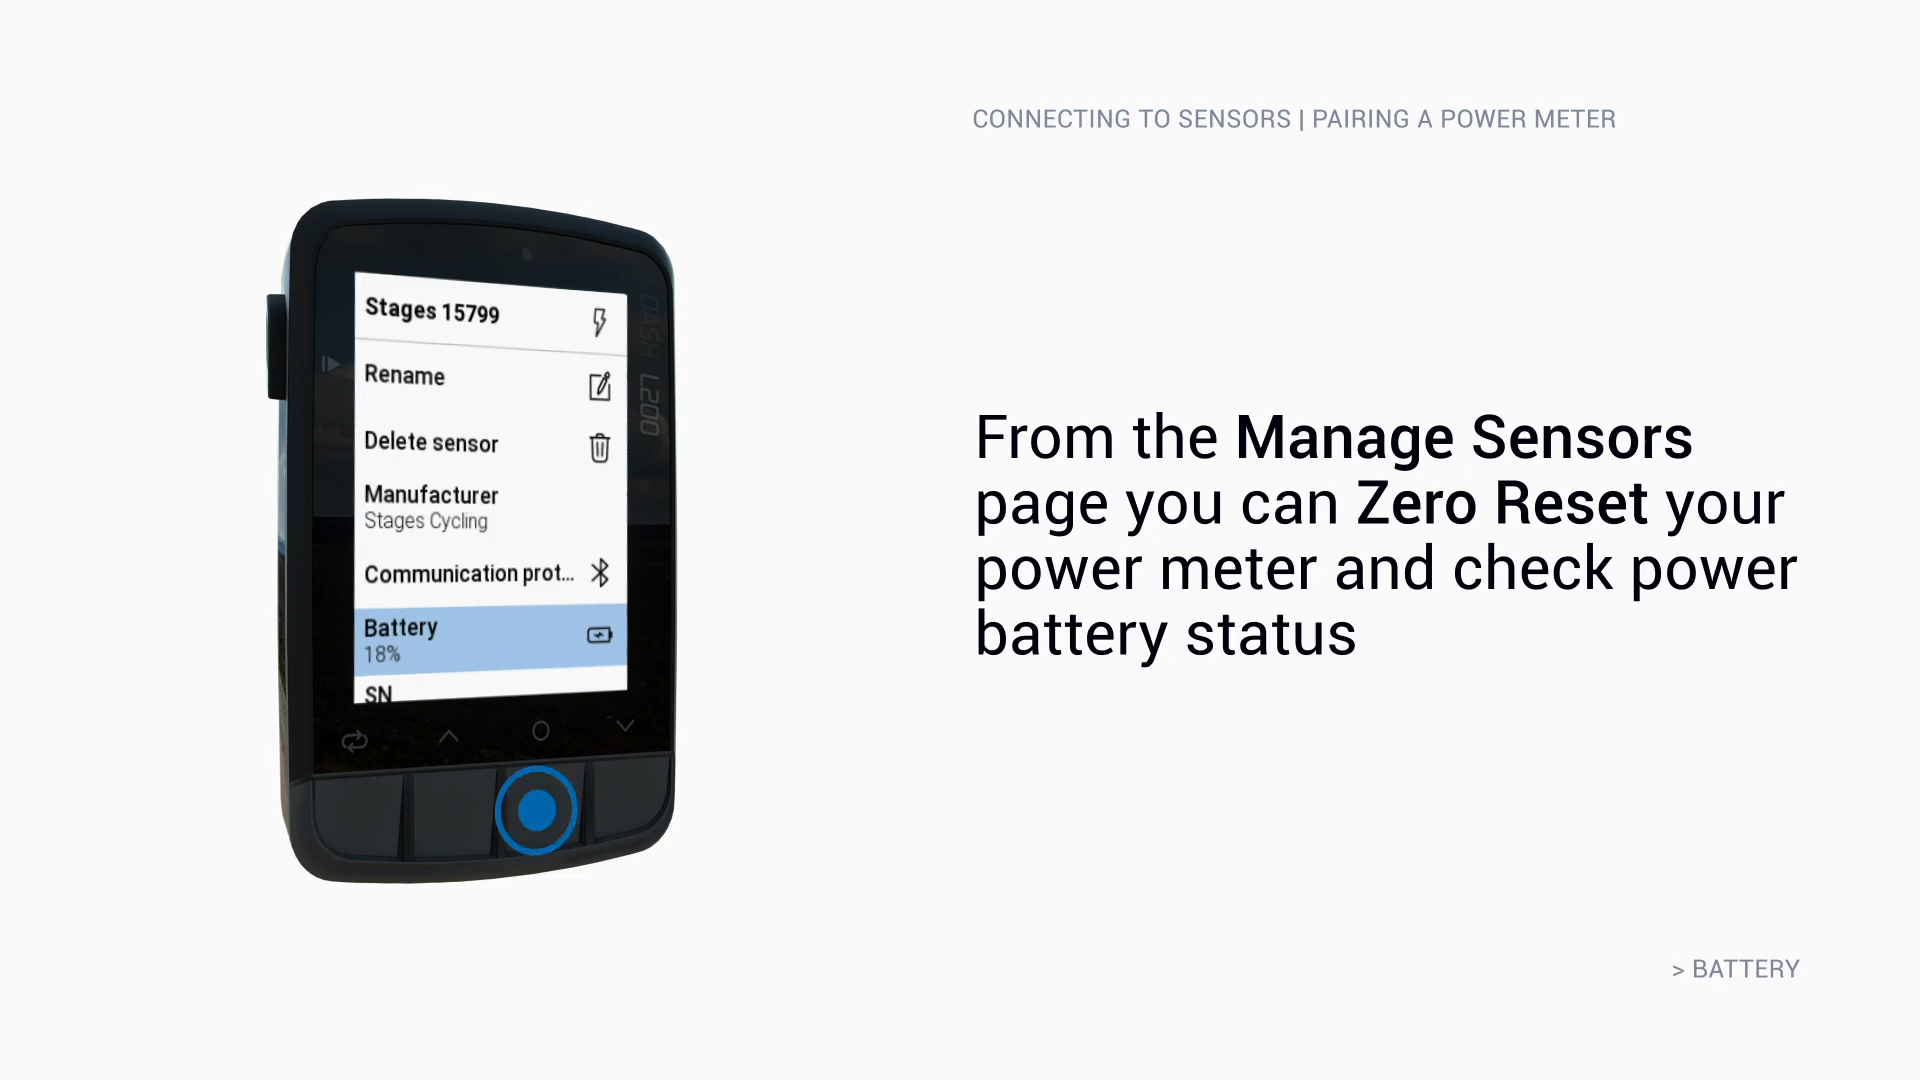 CONNECTING TO SENSORS | PAIRING A POWER METER
Stages 15799
Rename
Delete sensor
Manufacturer
Stages Cycling
Communication prot...
Battery
18%
SN
DASH L200
From the Manage Sensors
page you can Zero Reset your
power meter and check power
battery status
> BATTERY